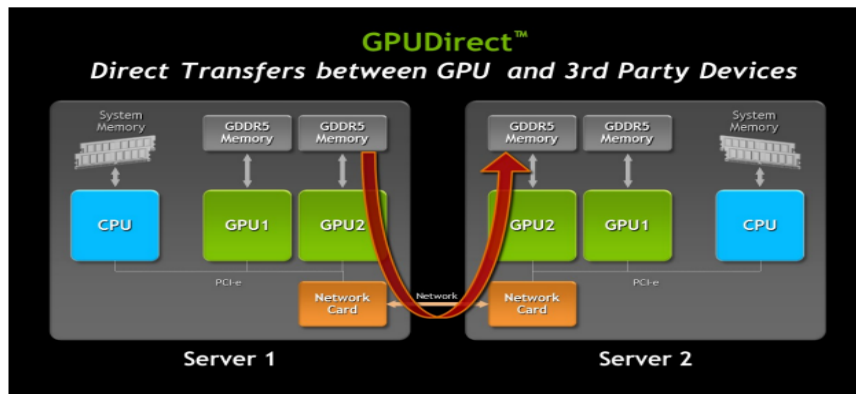 GPUDirect™
Direct Transfers between GPU and 3rd Party Devices
System
Memory
GDDR5
Memory
GDDR5
Memory
CPU
GPU1
GPU2
PCI-e
Network
Card
Server 1
Network
GDDR5
Memory
GDDR5
Memory
System
Memory
GPU2
GPU1
CPU
PCI-e
Network
Card
Server 2